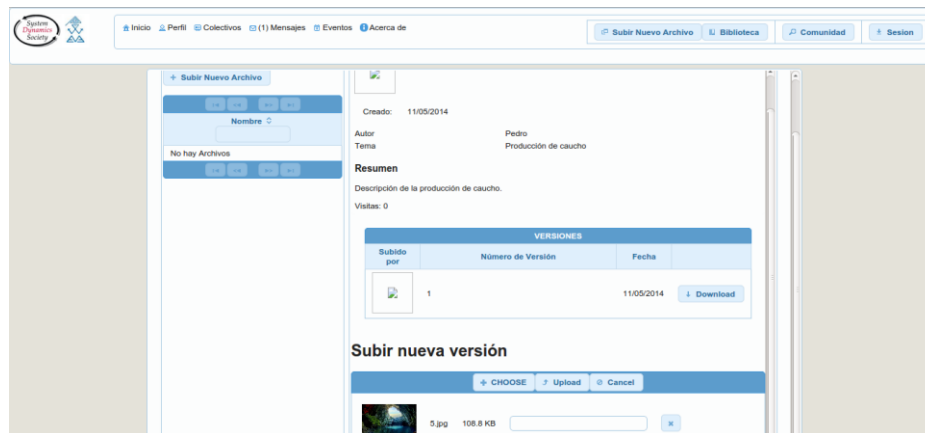 System
Dynamics
Society
Inicio Perfil Colectivos (1) Mensajes Eventos Acerca de
Subir Nuevo Archivo Biblioteca Comunidad Sesion
+ Subir Nuevo Archivo
Nombre
No hay Archivos
Creado: 11/05/2014
Autor Pedro
Tema Producción de caucho
Resumen
Descripción de la producción de caucho.
Visitas: 0
VERSIONES
Subido por Número de Versión Fecha
1 11/05/2014 Download
Subir nueva versión
+ CHOOSE Upload Cancel
5.jpg 108.8 KB